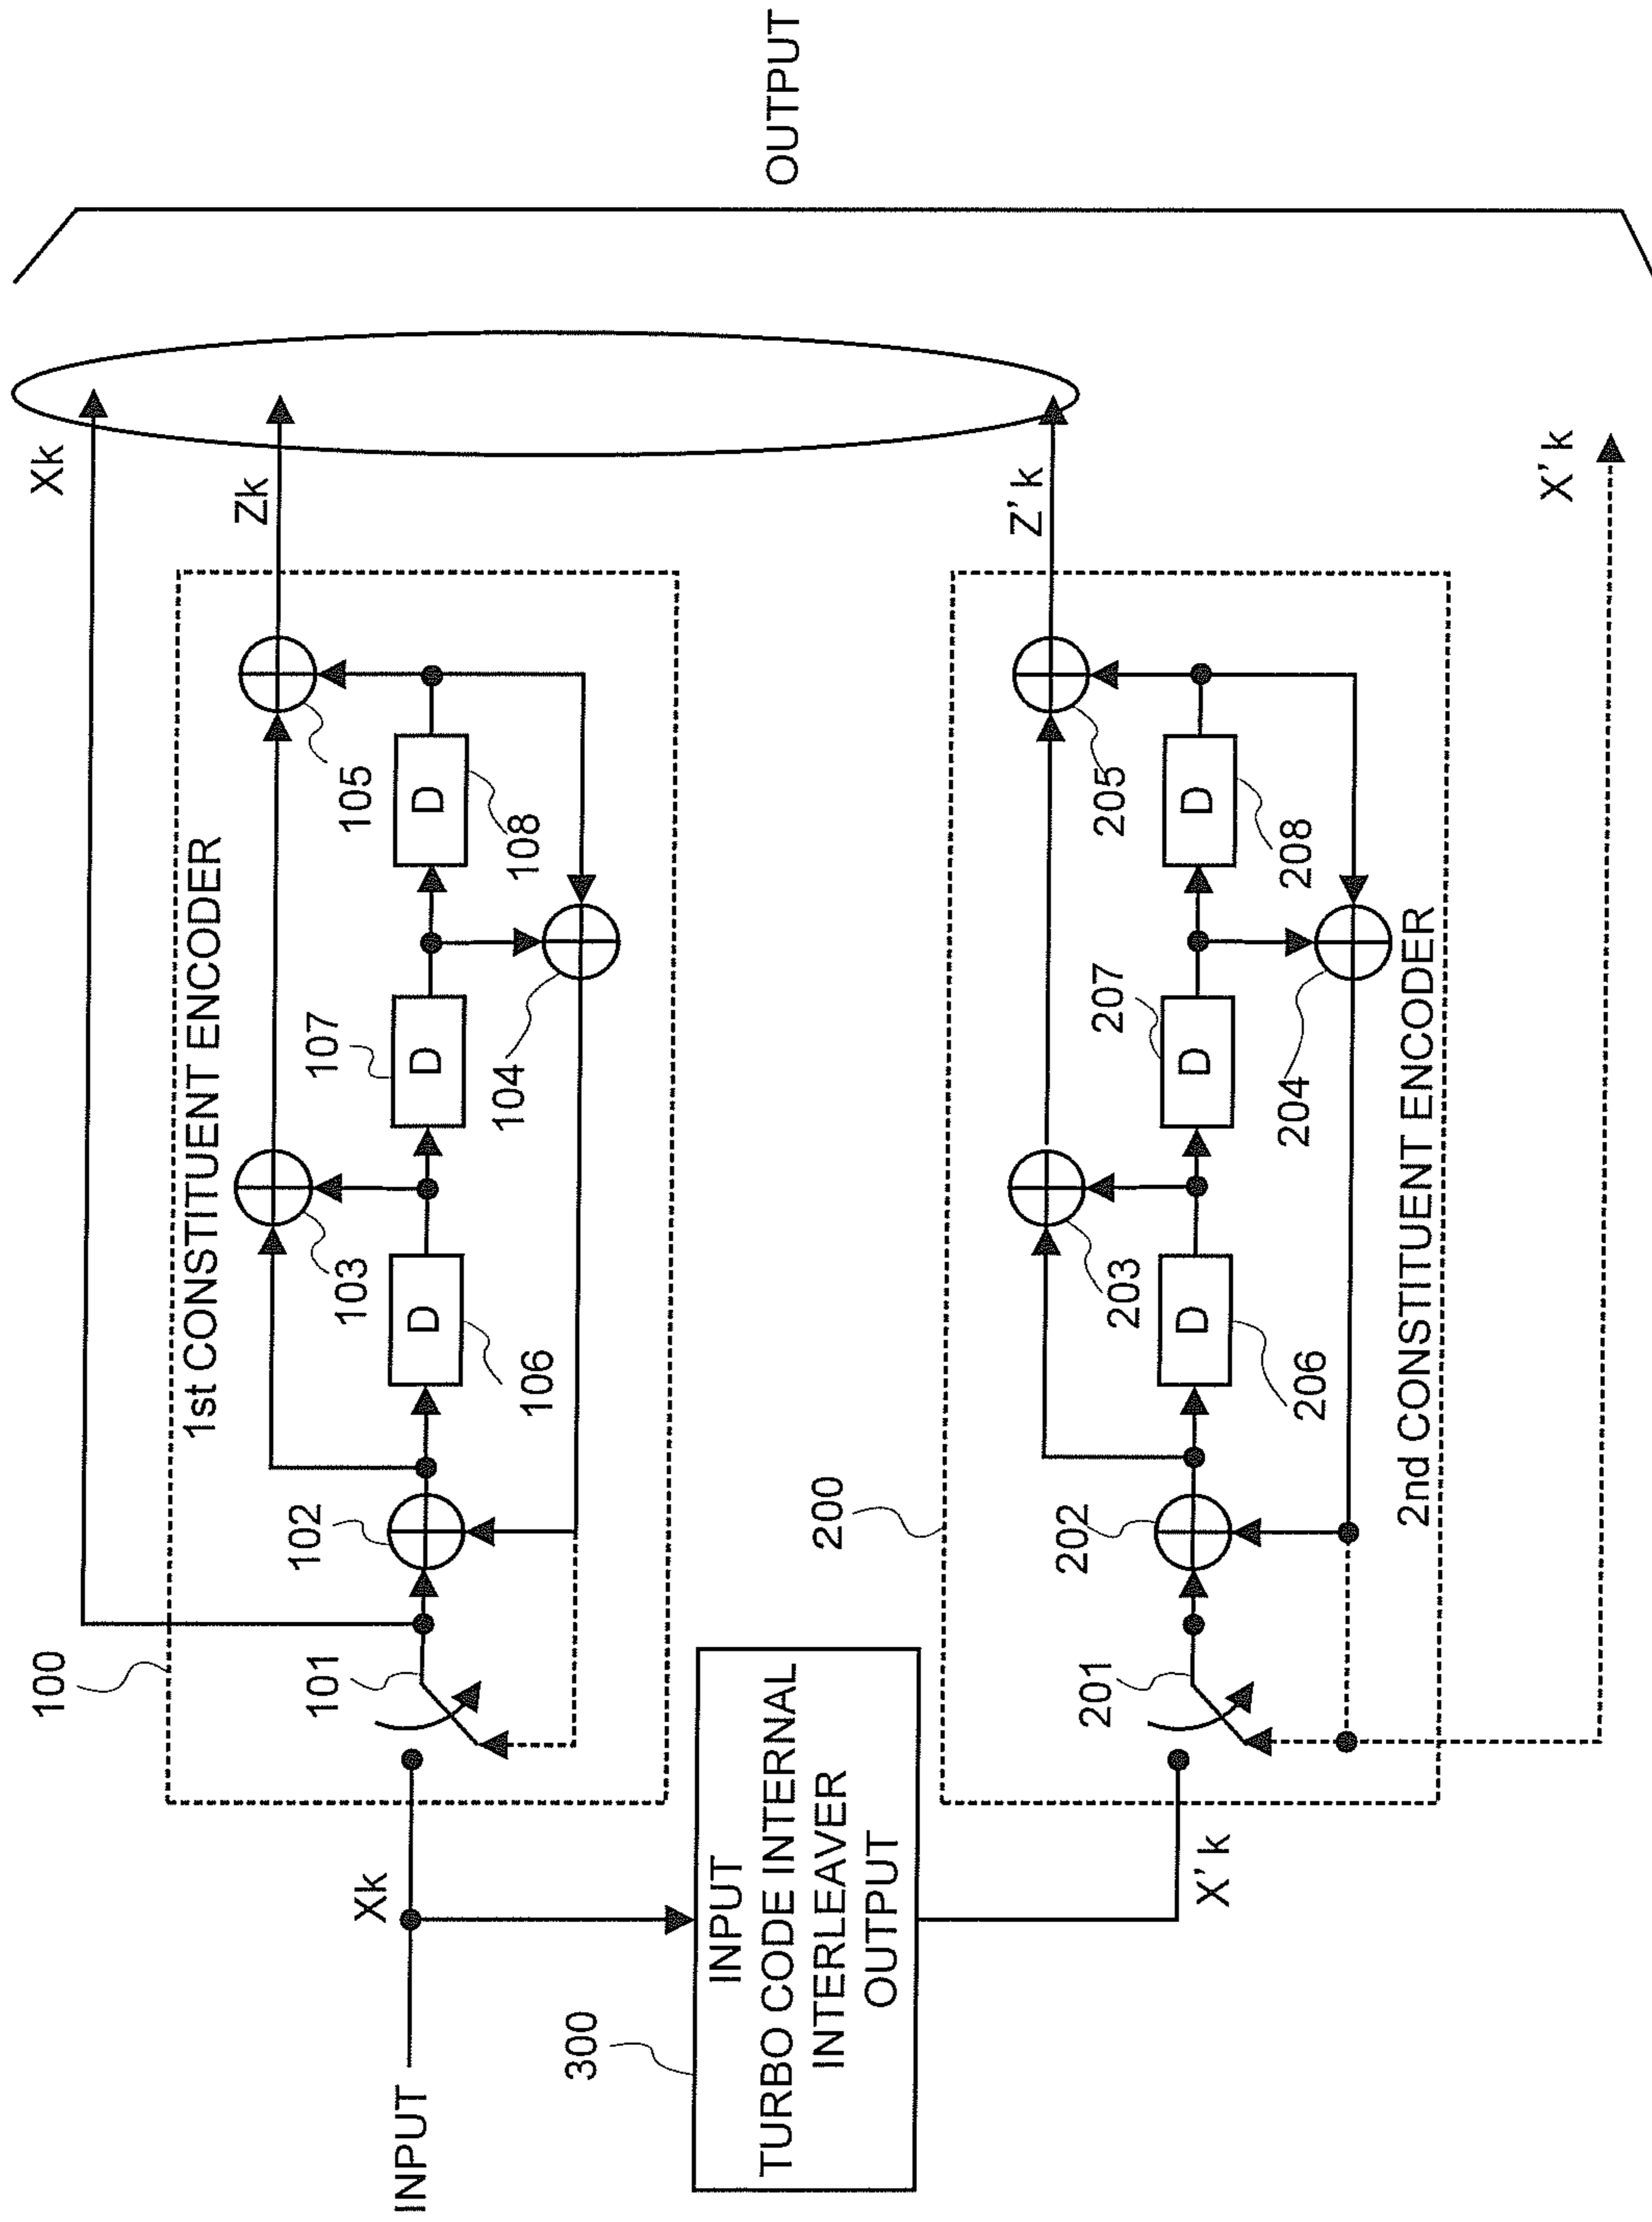 Xk
Zk
Z'k
X'k
OUTPUT
100
1st CONSTITUENT ENCODER
101
102
103
104
105
D
106
D
107
D
108
INPUT
Xk
300
INPUT
TURBO CODE INTERNAL
INTERLEAVER
OUTPUT
X'k
200
201
202
203
204
205
D
206
D
207
D
208
2nd CONSTITUENT ENCODER